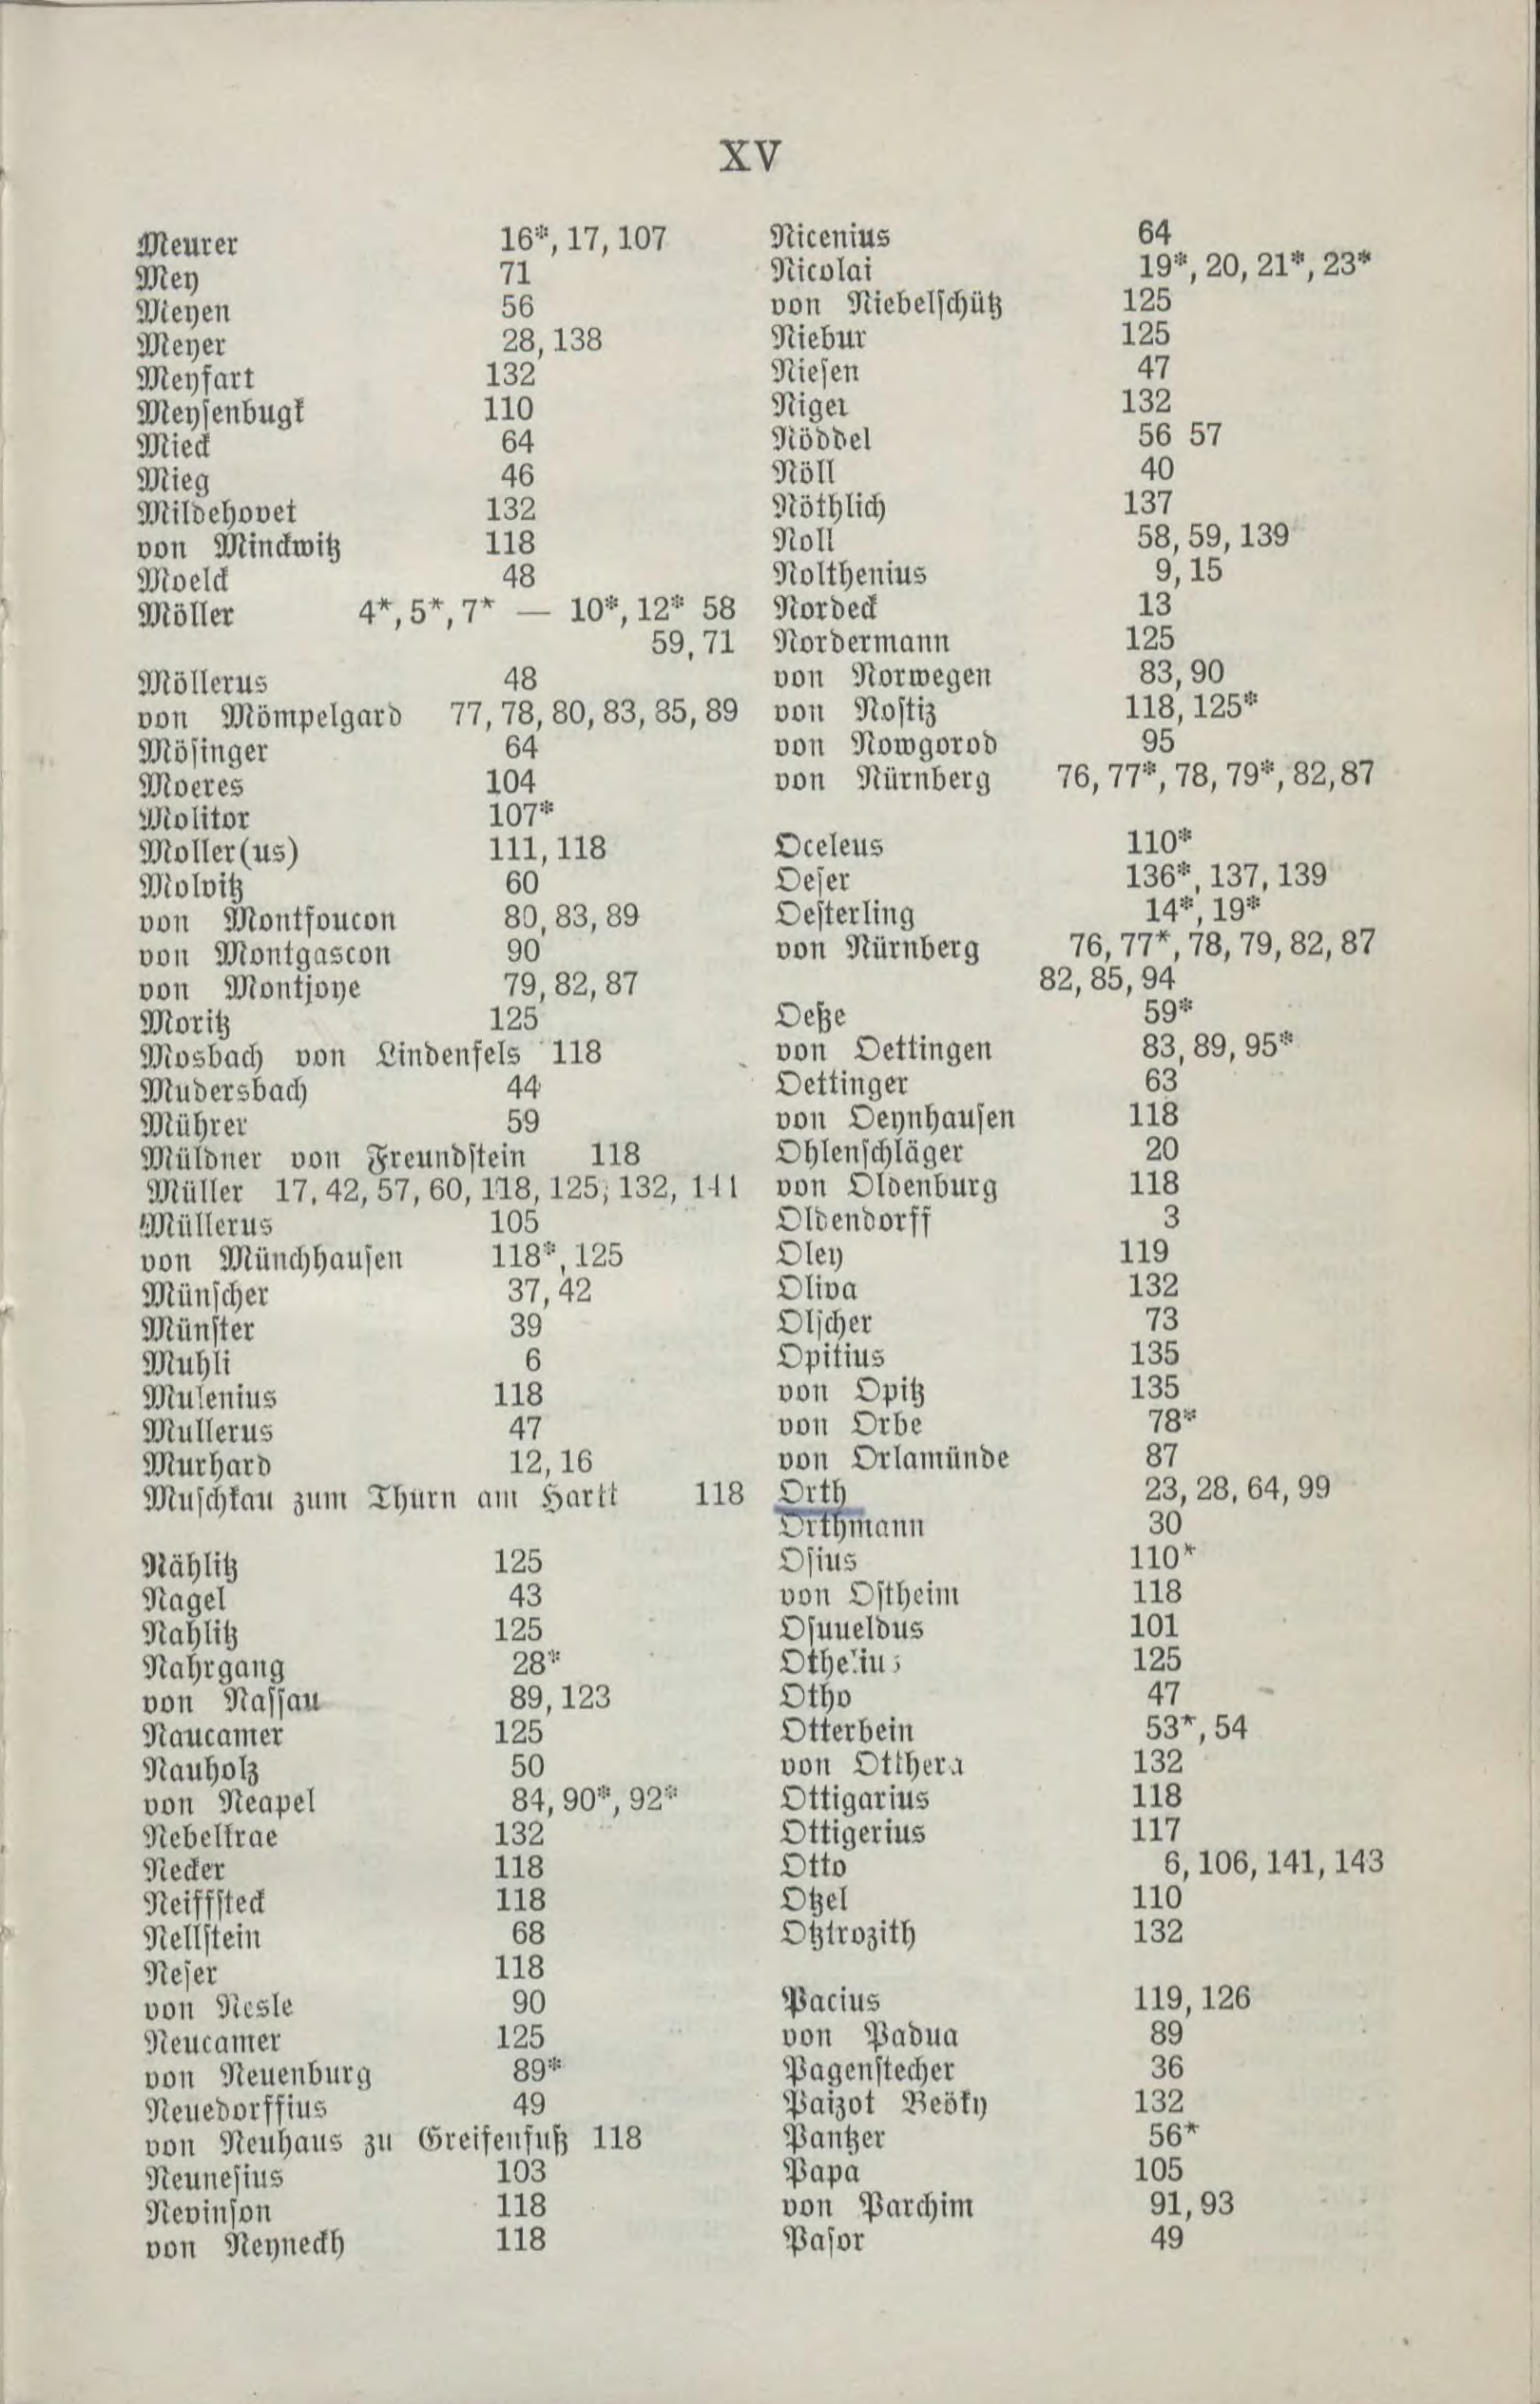 XV
Meurer 16*, 17, 107
Mey 71
Meyen 56
Meyer 28, 138
Meyfart 132
Meysenbugk 110
Mieck 64
Mieg 46
Mildehovet 132
von Minckwitz 118
Moelck 48
Möller 4*, 5*, 7* — 10*, 12* 58
59, 71
Möllerus 48
von Mömpelgard 77, 78, 80, 83, 85, 89
Mösinger 64
Moeres 104
Molitor 107*
Moller(us) 111, 118
Molvitz 60
von Montfoucon 80, 83, 89
von Montgascon 90
von Montjoye 79, 82, 87
Moritz 125
Mosbach von Lindenfels 118
Mudersbach 44
Mührer 59
Müldner von Freundstein 118
Müller 17, 42, 57, 60, 118, 125, 132, 141
Müllerus 105
von Münchhausen 118*, 125
Münscher 37, 42
Münster 39
Muhli 6
Mulenius 118
Mullerus 47
Murhard 12, 16
Muschkau zum Thurn am Hartt 118
Nählitz 125
Nagel 43
Nahlitz 125
Nahrgang 28*
von Nassau 89, 123
Naucamer 125
Nauholz 50
von Neapel 84, 90*, 92*
Nebelkrae 132
Necker 118
Neiffsteck 118
Nellstein 68
Neser 118
von Nesle 90
Neucamer 125
von Neuenburg 89*
Neuedorffius 49
von Neuhaus zu Greifenfuß 118
Neunesius 103
Nevinson 118
von Neyneckh 118
Nicenius 64
Nicolai 19*, 20, 21*, 23*
von Niebelschütz 125
Niebur 125
Niesen 47
Niger 132
Nöddel 56 57
Nöll 40
Nöthlich 137
Noll 58, 59, 139
Nolthenius 9, 15
Nordeck 13
Nordermann 125
von Norwegen 83, 90
von Nostiz 118, 125*
von Nowgorod 95
von Nürnberg 76, 77*, 78, 79*, 82, 87
Oceleus 110*
Oeser 136*, 137, 139
Oesterling 14*, 19*
von Nürnberg 76, 77*, 78, 79, 82, 87
82, 85, 94
Oeße 59*
von Oettingen 83, 89, 95*
Oettinger 63
von Oeynhausen 118
Ohlenschläger 20
von Oldenburg 118
Oldendorff 3
Oley 119
Oliva 132
Olscher 73
Opitius 135
von Opitz 135
von Orbe 78*
von Orlamünde 87
Orth 23, 28, 64, 99
Orthmann 30
Osius 110*
von Ostheim 118
Osuueldus 101
Othelius 125
Otho 47
Otterbein 53*, 54
von Otthera 132
Ottigarius 118
Ottigerius 117
Otto 6, 106, 141, 143
Otzel 110
Otztrozith 132
Pacius 119, 126
von Padua 89
Pagenstecher 36
Paizot Beöky 132
Pantzer 56*
Papa 105
von Parchim 91, 93
Pasor 49